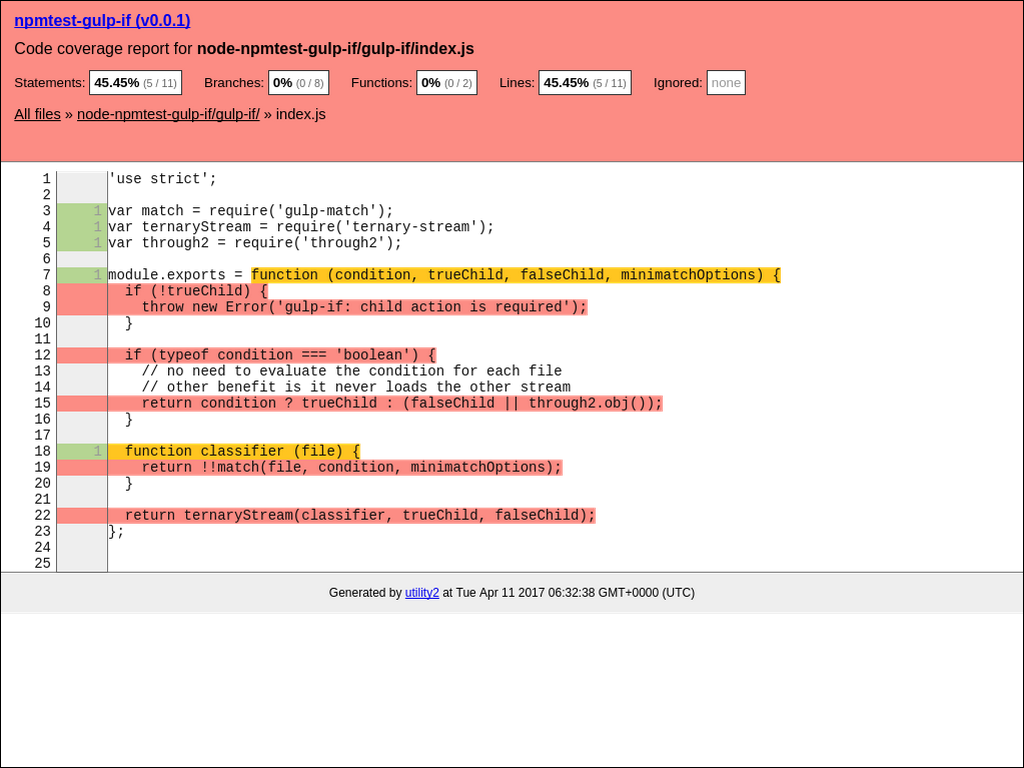 npmtest-gulp-if (v0.0.1)
Code coverage report for node-npmtest-gulp-if/gulp-if/index.js
Statements: 45.45% (5 / 11) Branches: 0% (0 / 8) Functions: 0% (0 / 2) Lines: 45.45% (5 / 11) Ignored: none
All files » node-npmtest-gulp-if/gulp-if/ » index.js
1 'use strict';
2
3 1 var match = require('gulp-match');
4 1 var ternaryStream = require('ternary-stream');
5 1 var through2 = require('through2');
6
7 1 module.exports = function (condition, trueChild, falseChild, minimatchOptions) {
8   if (!trueChild) {
9     throw new Error('gulp-if: child action is required');
10   }
11
12   if (typeof condition === 'boolean') {
13     // no need to evaluate the condition for each file
14     // other benefit is it never loads the other stream
15     return condition ? trueChild : (falseChild || through2.obj());
16   }
17
18 1   function classifier (file) {
19     return !!match(file, condition, minimatchOptions);
20   }
21
22   return ternaryStream(classifier, trueChild, falseChild);
23 };
24
25
Generated by utility2 at Tue Apr 11 2017 06:32:38 GMT+0000 (UTC)